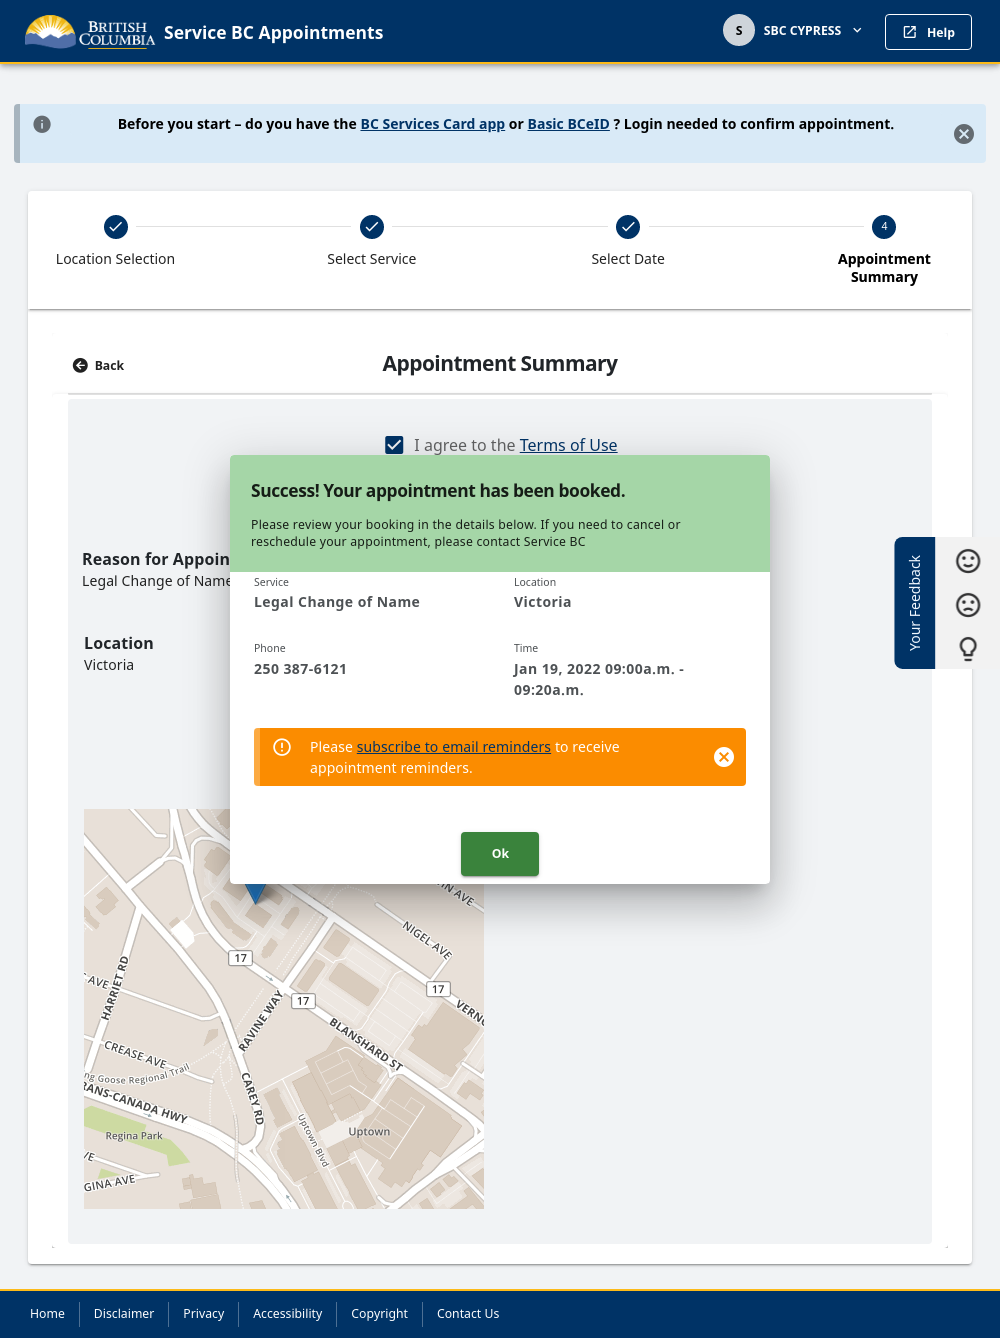 BRITISH
COLUMBIA
Service BC Appointments
S
SBC CYPRESS
Help
Before you start – do you have the BC Services Card app or Basic BCeID ? Login needed to confirm appointment.
Location Selection
Select Service
Select Date
4
Appointment
Summary
Back
Appointment Summary
I agree to the Terms of Use
Success! Your appointment has been booked.
Please review your booking in the details below. If you need to cancel or
reschedule your appointment, please contact Service BC
Reason for Appoin
Legal Change of Name
Service
Legal Change of Name
Location
Victoria
Location
Victoria
Phone
250 387-6121
Time
Jan 19, 2022 09:00a.m. -
09:20a.m.
Your Feedback
Please subscribe to email reminders to receive
appointment reminders.
Ok
IN AVE
NIGEL AVE
17
17
17
AVE
HARRIET RD
RAVINE WAY
VERNO
BLANSHARD ST
CREASE AVE
ng Goose Regional Trail
RANS-CANADA HWY
CAREY RD
Regina Park
Uptown Blvd
Uptown
VE
GINA AVE
Home
Disclaimer
Privacy
Accessibility
Copyright
Contact Us